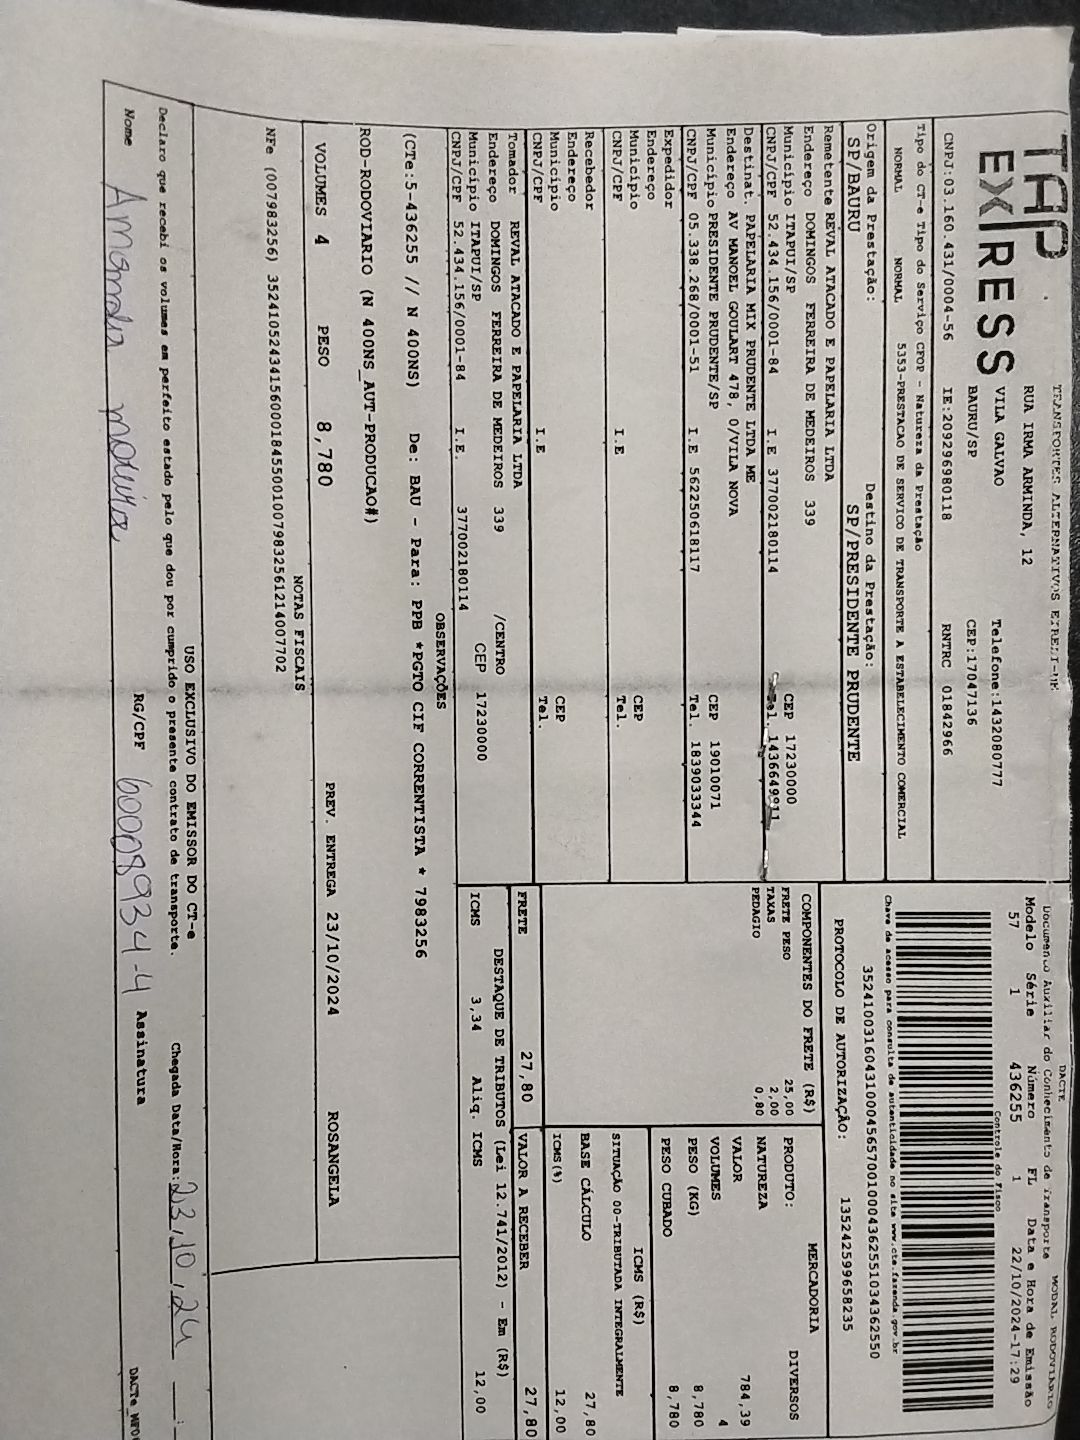 TAP
EXPRESS
TRANSPORTES ALTERNATIVOS EIRELI-ME
RUA IRMA ARMINDA, 12
VILA GALVAO
Telefone:1432080777
BAURU/SP
CEP:17047136
CNPJ:03.160.431/0004-56 IE:209296980118 RNTRC 01842966
Tipo do CT-e Tipo do Serviço CFOP - Natureza da Prestação
NORMAL NORMAL 5353-PRESTACAO DE SERVICO DE TRANSPORTE A ESTABELECIMENTO COMERCIAL
Origem da Prestação: Destino da Prestação:
SP/BAURU SP/PRESIDENTE PRUDENTE
Remetente REVAL ATACADO E PAPELARIA LTDA
Endereço DOMINGOS FERREIRA DE MEDEIROS 339
Município ITAPUI/SP CEP 17230000
CNPJ/CPF 52.434.156/0001-84 I.E 377002180114 Tel.
Destinat. PAPELARIA MIX PRUDENTE LTDA ME
Endereço AV MANOEL GOULART 478, 0/VILA NOVA
Município PRESIDENTE PRUDENTE/SP CEP 19010071
CNPJ/CPF 05.338.268/0001-51 I.E 562250618117 Tel. 1839033344
Expedidor
Endereço
Município CEP
CNPJ/CPF I.E Tel.
Recebedor
Endereço
Município CEP
CNPJ/CPF I.E Tel.
Tomador REVAL ATACADO E PAPELARIA LTDA
Endereço DOMINGOS FERREIRA DE MEDEIROS 339 /CENTRO
Município ITAPUI/SP CEP 17230000
CNPJ/CPF 52.434.156/0001-84 I.E. 377002180114
DACTE MODAL RODOVIARIO
Documento Auxiliar do Conhecimento de Transporte
Modelo Série Número FL Data e Hora de Emissão
57 1 436255 1 22/10/2024-17:29
Controle do Fisco
Chave de acesso para consulta de autenticidade no site www.cte.fazenda.gov.br
35241003160431000456570010004362551034362550
PROTOCOLO DE AUTORIZAÇÃO: 135242599658235
COMPONENTES DO FRETE (R$)
FRETE PESO 25,00
TAXAS 2,00
PEDAGIO 0,80
FRETE 27,80
MERCADORIA
PRODUTO: DIVERSOS
NATUREZA
VALOR 784,39
VOLUMES 4
PESO (KG) 8,780
PESO CUBADO 8,780
ICMS (R$)
SITUAÇÃO 00-TRIBUTADA INTEGRALMENTE
BASE CÁLCULO 27,80
ICMS(%) 12,00
VALOR A RECEBER 27,80
DESTAQUE DE TRIBUTOS (Lei 12.741/2012) - Em (R$)
ICMS 3,34 Aliq. ICMS 12,00
OBSERVAÇÕES
(CTe:5-436255 // N 400NS) De: BAU - Para: PPB *PGTO CIF CORRENTISTA * 7983256
ROD-RODOVIARIO (N 400NS_AUT-PRODUCAO#)
VOLUMES 4 PESO 8,780 PREV. ENTREGA 23/10/2024 ROSANGELA
NOTAS FISCAIS
NFe (007983256) 35241052434156000184550010079832561214007702
USO EXCLUSIVO DO EMISSOR DO CT-e
Declaro que recebi os volumes em perfeito estado pelo que dou por cumprido o presente contrato de transporte. Chegada Data/Hora: 23/10/24
Nome Amanda RG/CPF 60008934-4 Assinatura